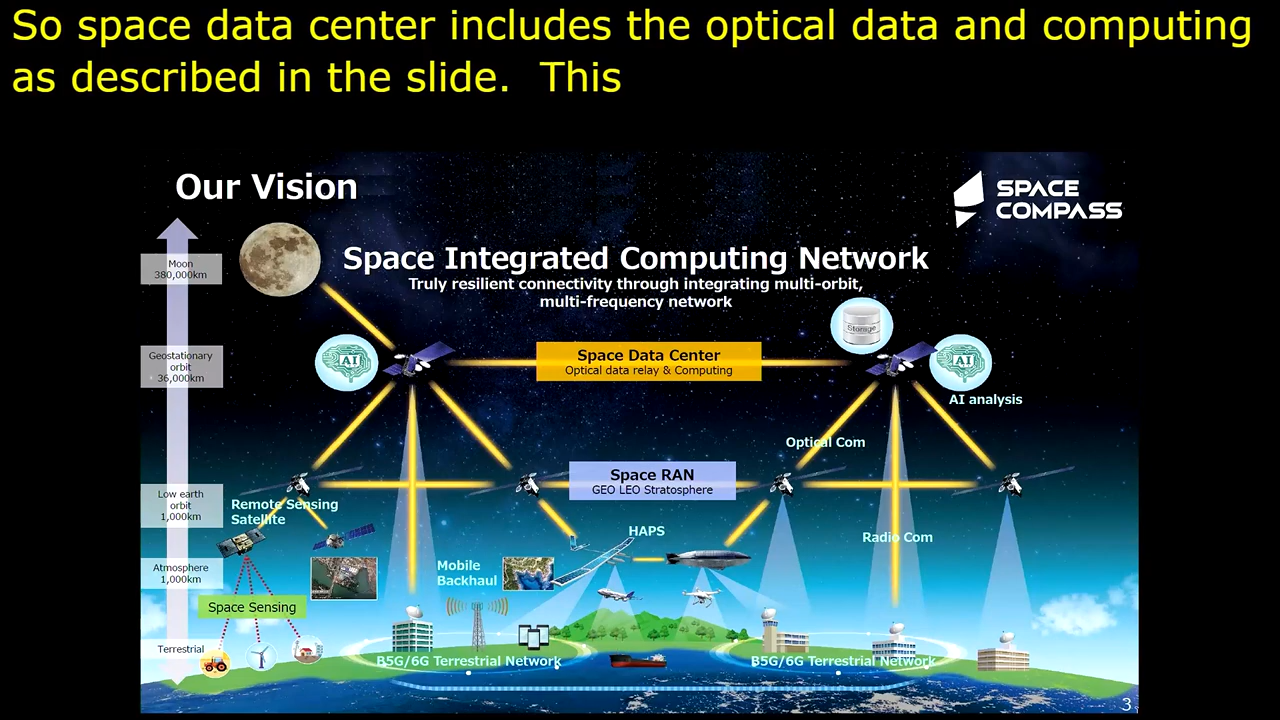 So space data center includes the optical data and computing
as described in the slide.  This
Our Vision
SPACE
COMPASS
Moon
380,000km
Space Integrated Computing Network
Truly resilient connectivity through integrating multi-orbit,
multi-frequency network
Storage
Geostationary
orbit
36,000km
AI
Space Data Center
Optical data relay & Computing
AI
AI analysis
Optical Com
Space RAN
GEO LEO Stratosphere
Low earth
orbit
1,000km
Remote Sensing
Satellite
HAPS
Radio Com
Atmosphere
1,000km
Mobile
Backhaul
Space Sensing
Terrestrial
B5G/6G Terrestrial Network
B5G/6G Terrestrial Network
3